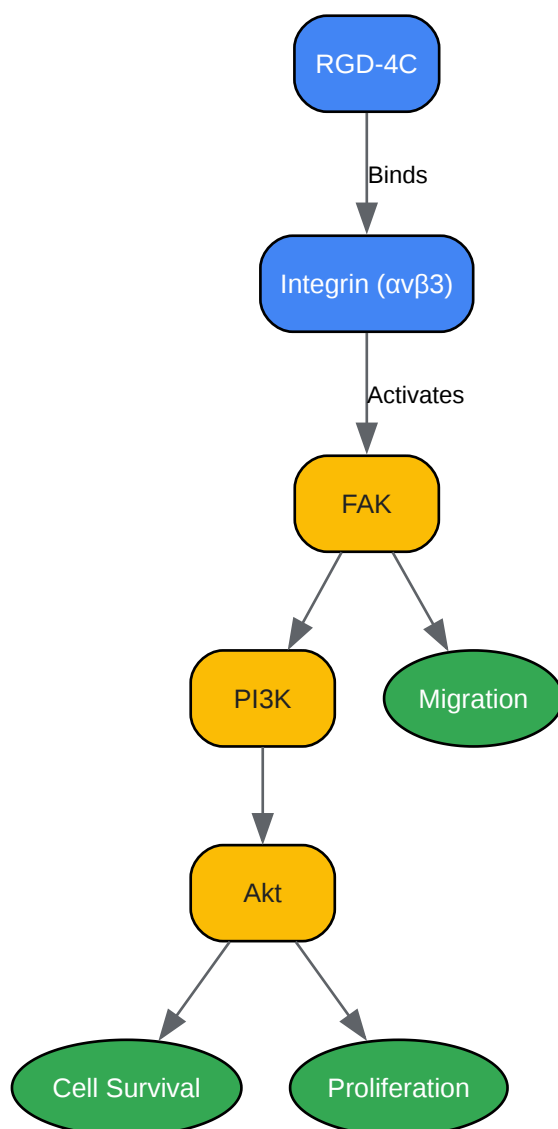 RGD-4C
Binds
Integrin (αvβ3)
Activates
FAK
PI3K
Migration
Akt
Cell Survival
Proliferation